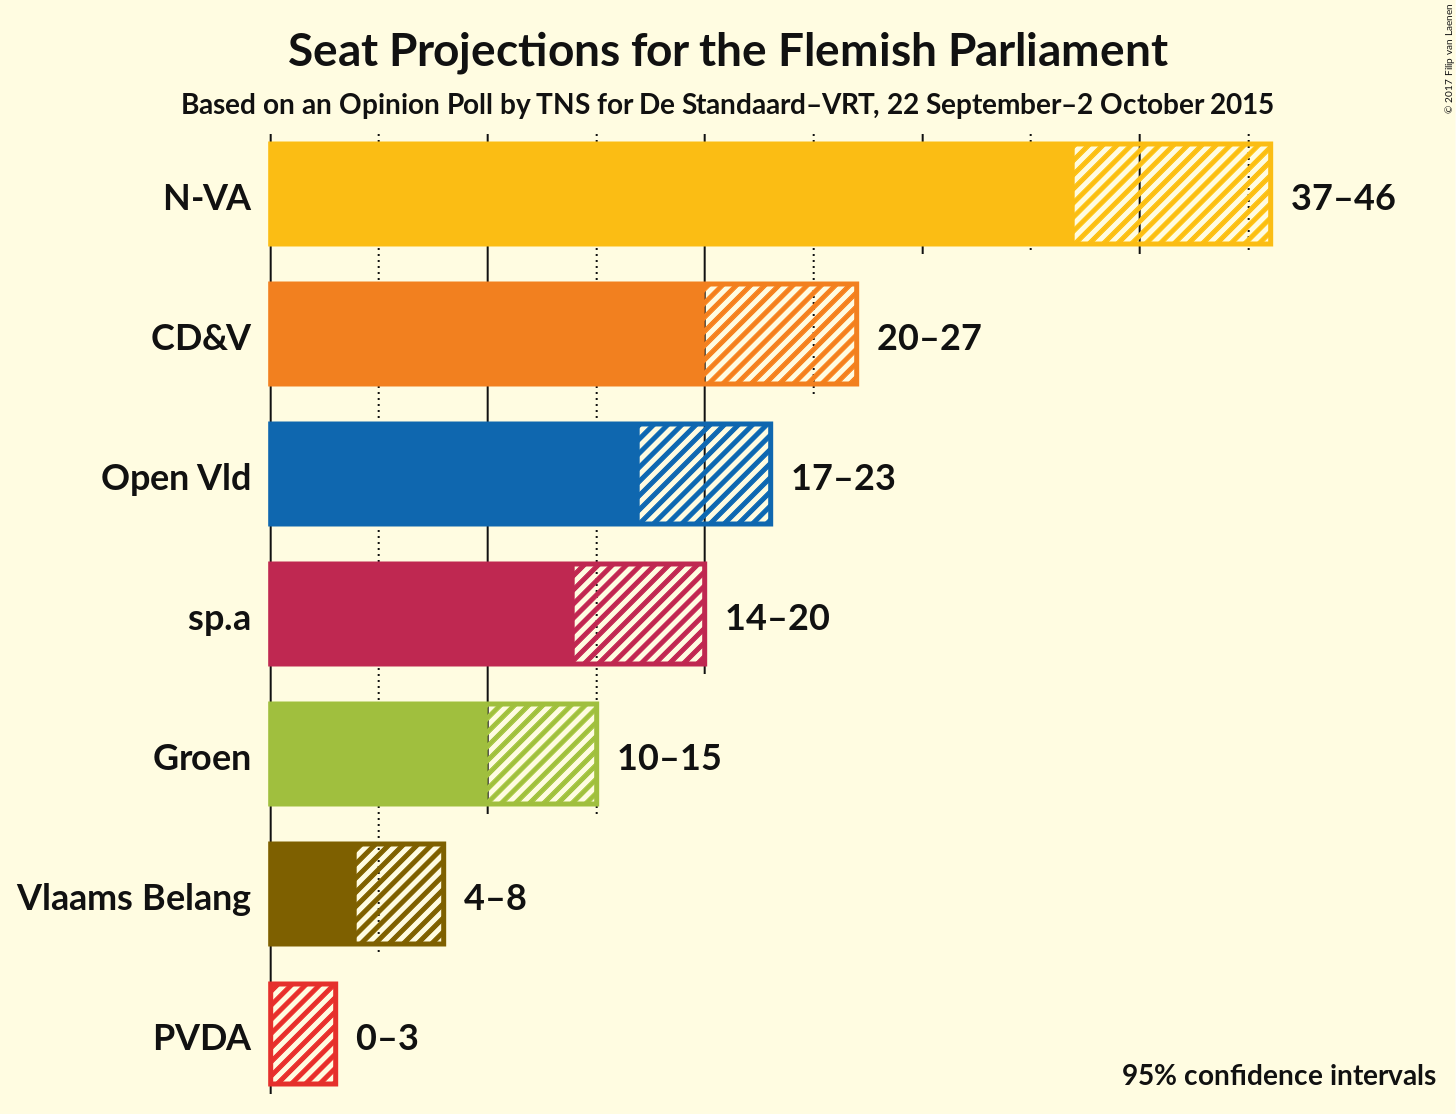 Seat Projections for the Flemish Parliament
Based on an Opinion Poll by TNS for De Standaard–VRT, 22 September–2 October 2015
© 2017 Filip van Laenen
N-VA
37–46
CD&V
20–27
Open Vld
17–23
sp.a
14–20
Groen
10–15
Vlaams Belang
4–8
PVDA
0–3
95% confidence intervals